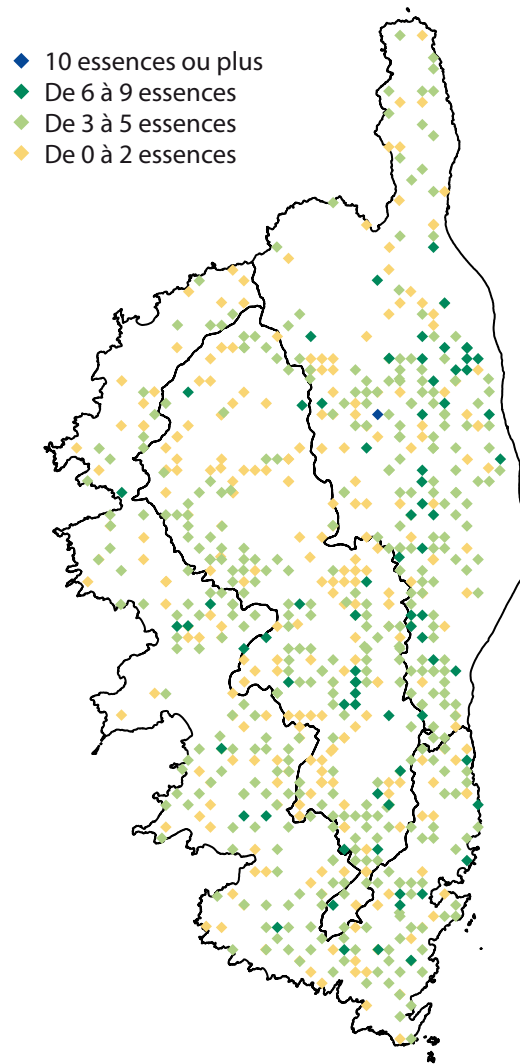 10 essences ou plus
De 6 à 9 essences
De 3 à 5 essences
De 0 à 2 essences